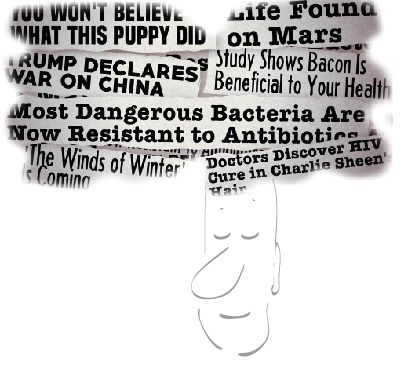 YOU WON'T BELIEVE
WHAT THIS PUPPY DID
Life Found
on Mars
TRUMP DECLARES
WAR ON CHINA
Study Shows Bacon Is
Beneficial to Your Health
Most Dangerous Bacteria Are
Now Resistant to Antibiotics
'The Winds of Winter'
Is Coming
Doctors Discover HIV
Cure in Charlie Sheen's
Hair